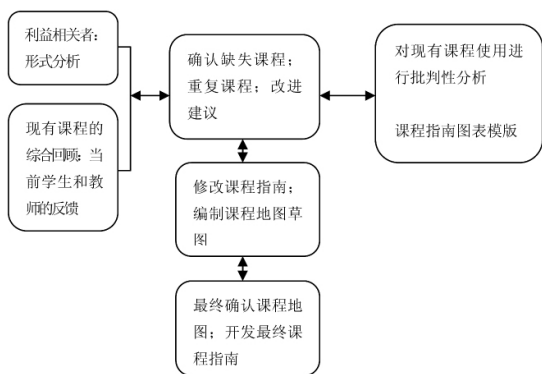 利益相关者：
形式分析
现有课程的
综合回顾；当
前学生和教
师的反馈
确认缺失课程；
重复课程；改进
建议
对现有课程使用进
行批判性分析
课程指南图表模版
修改课程指南；
编制课程地图草
图
最终确认课程地
图；开发最终课
程指南